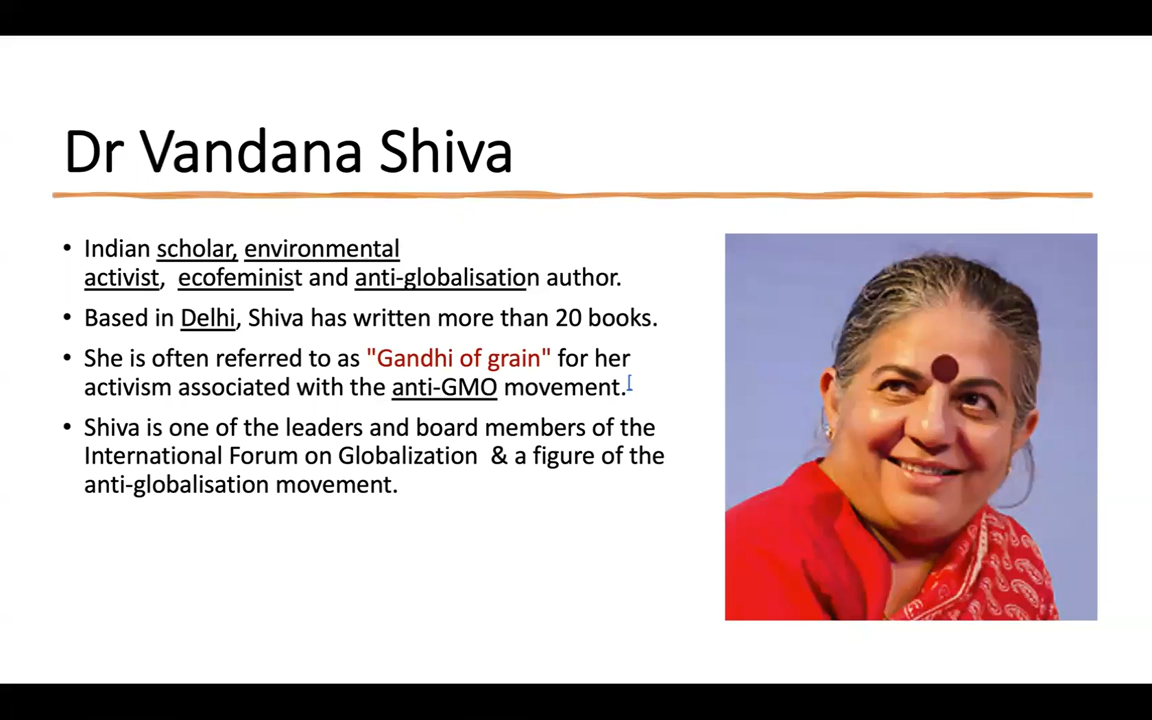 Dr Vandana Shiva
• Indian scholar, environmental
activist, ecofeminist and anti-globalisation author.
• Based in Delhi, Shiva has written more than 20 books.
• She is often referred to as "Gandhi of grain" for her
activism associated with the anti-GMO movement.[
• Shiva is one of the leaders and board members of the
International Forum on Globalization & a figure of the
anti-globalisation movement.